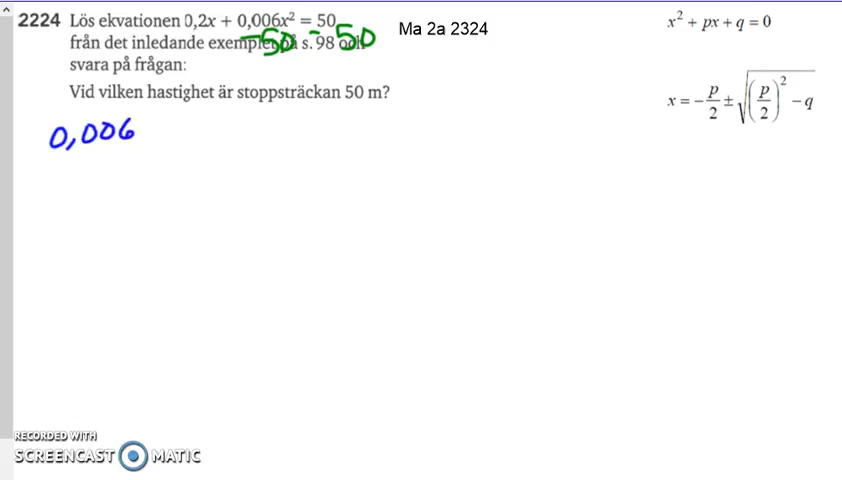 2224 Lös ekvationen 0,2x + 0,006x² = 50
från det inledande exemplet på s. 98 och
svara på frågan:
Vid vilken hastighet är stoppsträckan 50 m?
-50 -50
0,006
Ma 2a 2324
x² + px + q = 0
x = -p/2 ± √((p/2)² - q)
RECORDED WITH
SCREENCAST MATIC